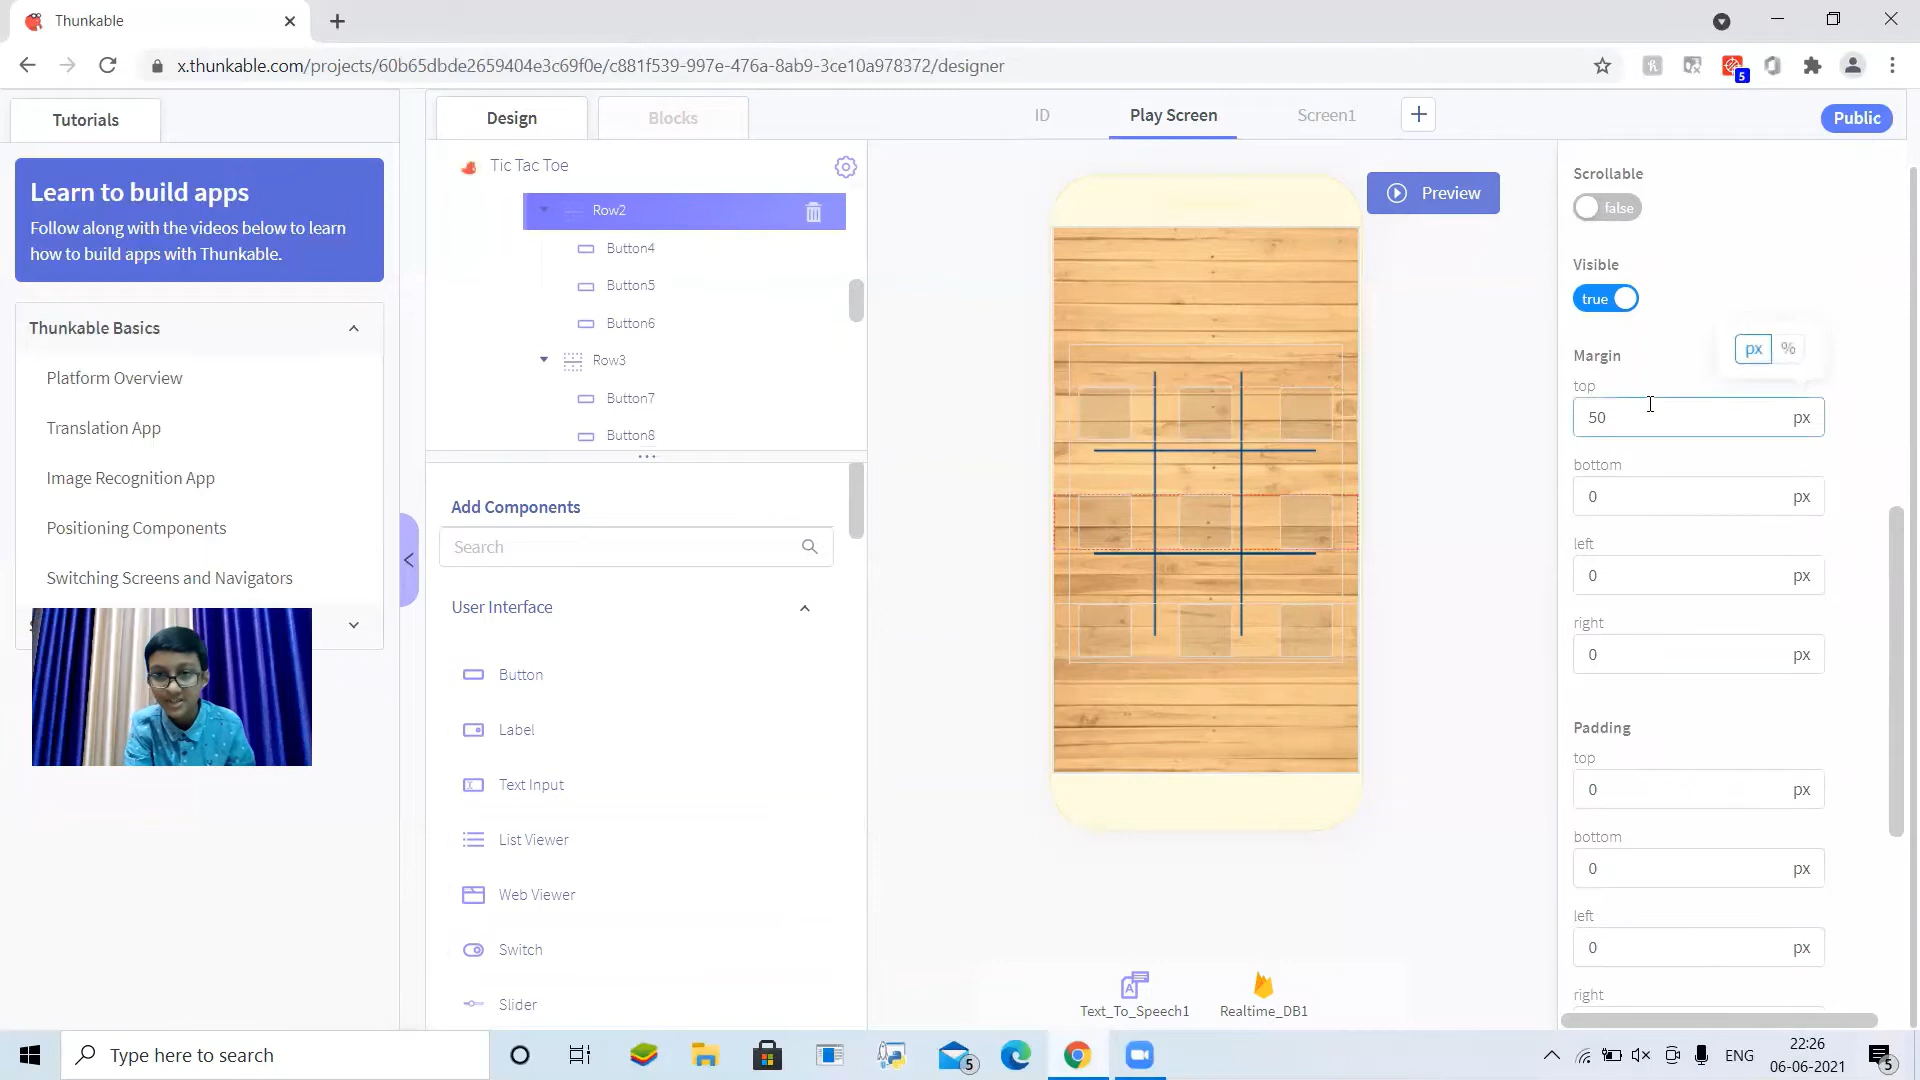 Thunkable
x.thunkable.com/projects/60b65dbde2659404e3c69f0e/c881f539-997e-476a-8ab9-3ce10a978372/designer
5
Tutorials
Learn to build apps
Follow along with the videos below to learn
how to build apps with Thunkable.
Thunkable Basics
Platform Overview
Translation App
Image Recognition App
Positioning Components
Switching Screens and Navigators
Design
Blocks
Tic Tac Toe
Row2
Button4
Button5
Button6
Row3
Button7
Button8
Add Components
Search
User Interface
Button
Label
Text Input
List Viewer
Web Viewer
Switch
Slider
ID
Play Screen
Screen1
Public
Preview
Text_To_Speech1
Realtime_DB1
Scrollable
false
Visible
true
px %
Margin
top
50 px
bottom
0 px
left
0 px
right
0 px
Padding
top
0 px
bottom
0 px
left
0 px
right
Type here to search
5
ENG
22:26
06-06-2021
5